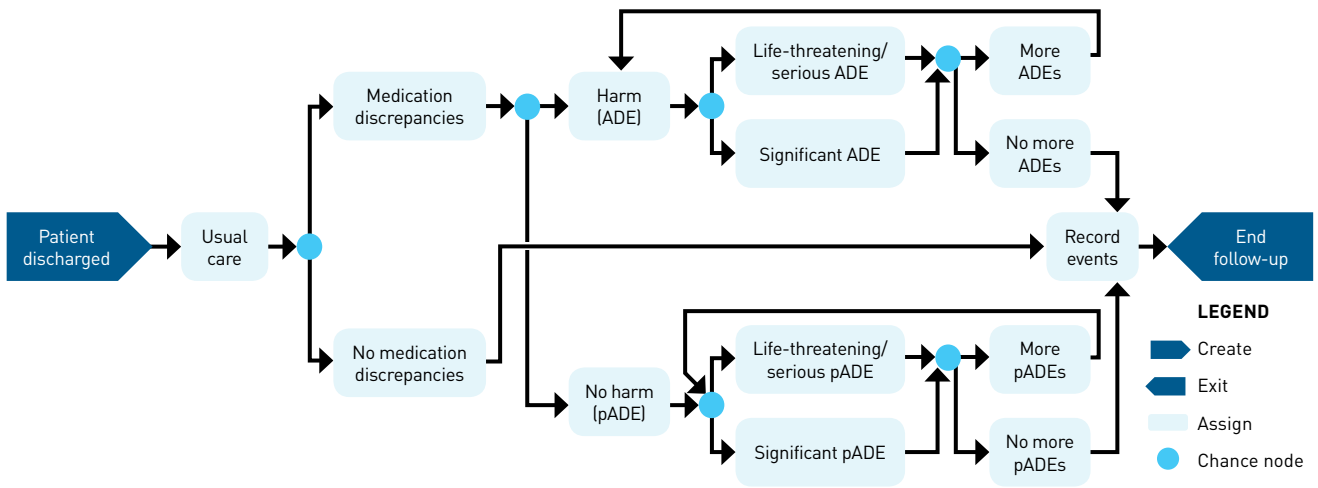 Patient
discharged
Usual
care
Medication
discrepancies
No medication
discrepancies
Harm
(ADE)
Life-threatening/
serious ADE
Significant ADE
More
ADEs
No more
ADEs
No harm
(pADE)
Life-threatening/
serious pADE
Significant pADE
More
pADEs
No more
pADEs
Record
events
End
follow-up
LEGEND
Create
Exit
Assign
Chance node